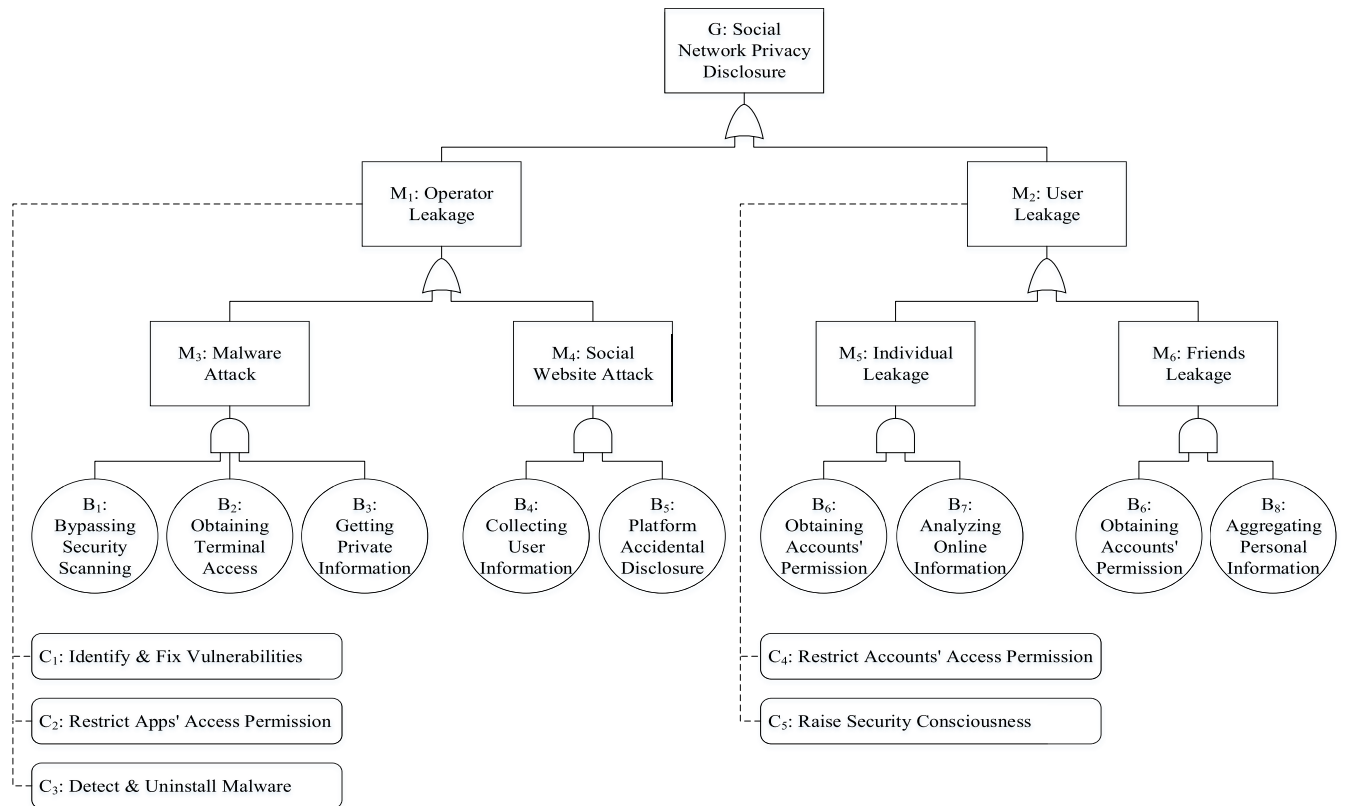 G: Social
Network Privacy
Disclosure
M₁: Operator
Leakage
M₂: User
Leakage
M₃: Malware
Attack
M₄: Social
Website Attack
M₅: Individual
Leakage
M₆: Friends
Leakage
B₁:
Bypassing
Security
Scanning
B₂:
Obtaining
Terminal
Access
B₃:
Getting
Private
Information
B₄:
Collecting
User
Information
B₅:
Platform
Accidental
Disclosure
B₆:
Obtaining
Accounts'
Permission
B₇:
Analyzing
Online
Information
B₆:
Obtaining
Accounts'
Permission
B₈:
Aggregating
Personal
Information
C₁: Identify & Fix Vulnerabilities
C₂: Restrict Apps' Access Permission
C₃: Detect & Uninstall Malware
C₄: Restrict Accounts' Access Permission
C₅: Raise Security Consciousness